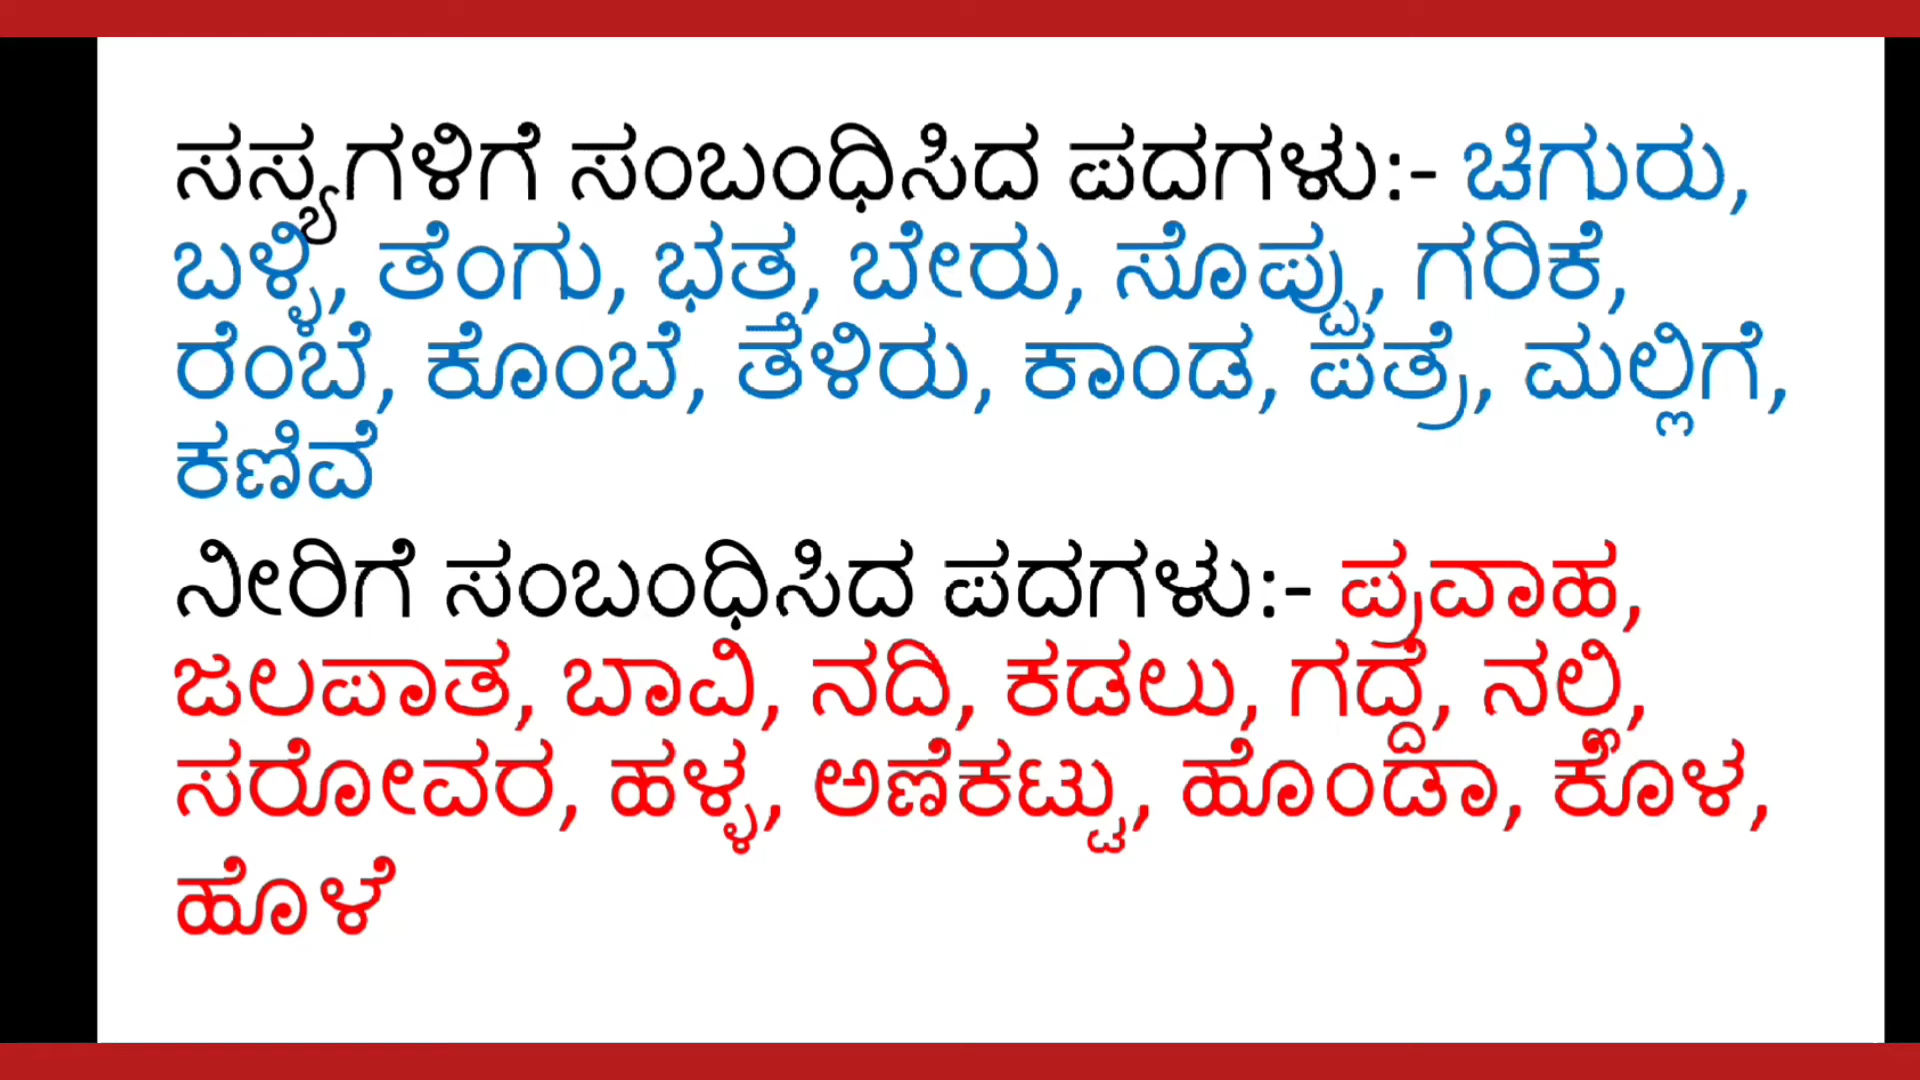 ಸಸ್ಯಗಳಿಗೆ ಸಂಬಂಧಿಸಿದ ಪದಗಳು:- ಚಿಗುರು,
ಬಳ್ಳಿ, ತೆಂಗು, ಭತ್ತ, ಬೇರು, ಸೊಪ್ಪು, ಗರಿಕೆ,
ರೆಂಬೆ, ಕೊಂಬೆ, ತೆಳಿರು, ಕಾಂಡ, ಪತ್ರೆ, ಮಲ್ಲಿಗೆ,
ಕಣಿವೆ
ನೀರಿಗೆ ಸಂಬಂಧಿಸಿದ ಪದಗಳು:- ಪ್ರವಾಹ,
ಜಲಪಾತ, ಬಾವಿ, ನದಿ, ಕಡಲು, ಗದ್ದೆ, ನಲ್ಲಿ,
ಸರೋವರ, ಹಳ್ಳ, ಅಣೆಕಟ್ಟು, ಹೊಂಡಾ, ಕೊಳ,
ಹೊಳೆ